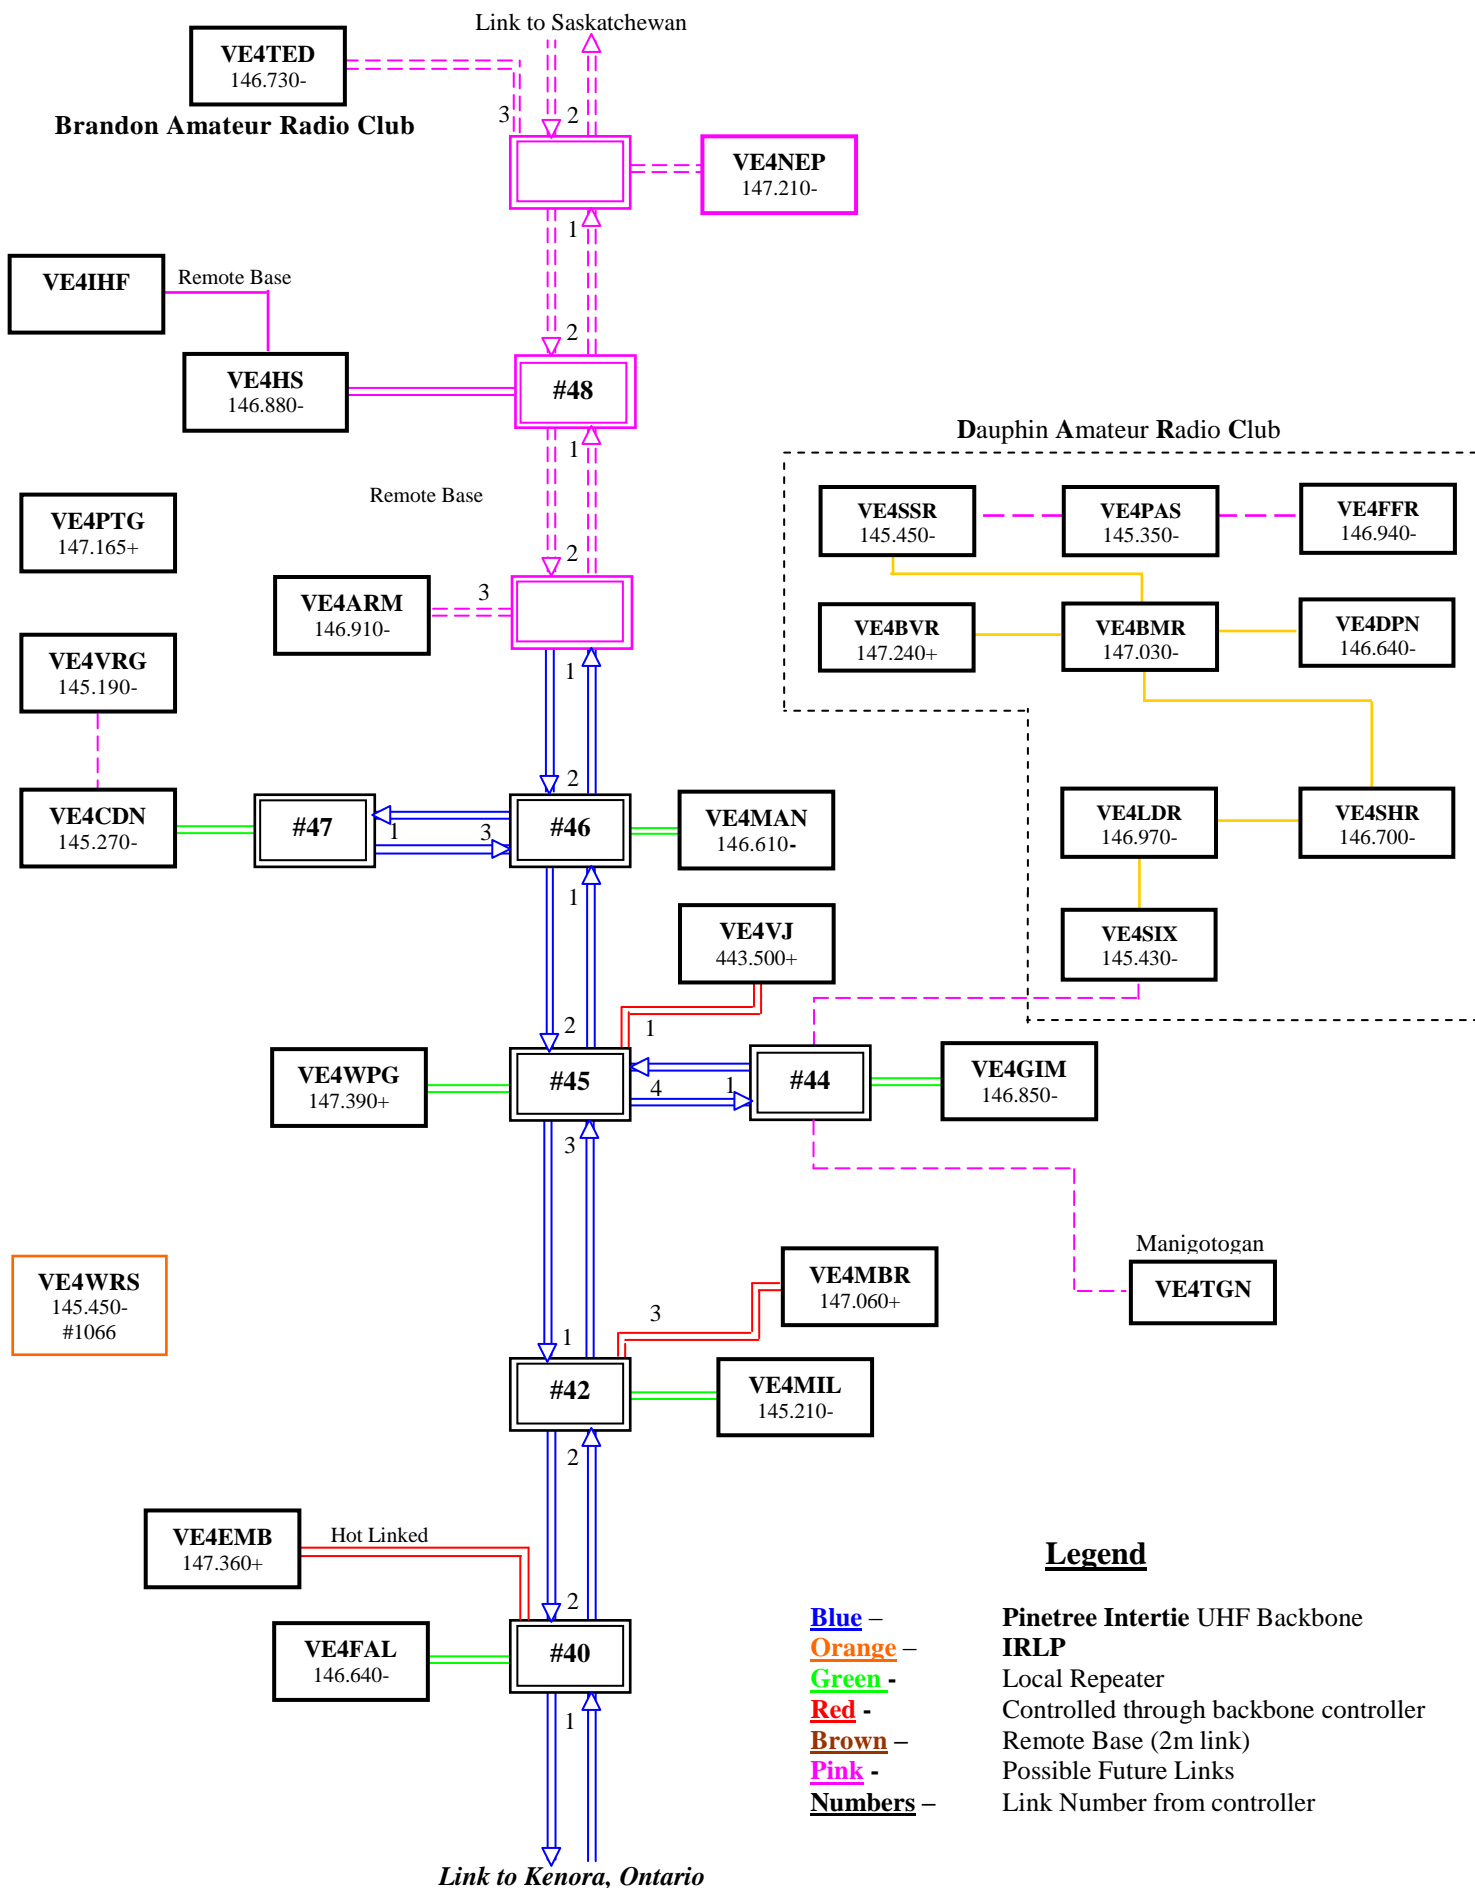 Link to Saskatchewan
VE4TED
146.730-
Brandon Amateur Radio Club
3
2
VE4NEP
147.210-
1
VE4IHF
Remote Base
2
VE4HS
146.880-
#48
1
Dauphin Amateur Radio Club
Remote Base
VE4PTG
147.165+
VE4SSR
145.450-
VE4PAS
145.350-
VE4FFR
146.940-
2
3
VE4ARM
146.910-
VE4BVR
147.240+
VE4BMR
147.030-
VE4DPN
146.640-
VE4VRG
145.190-
1
2
VE4CDN
145.270-
#47
1
3
#46
VE4MAN
146.610-
VE4LDR
146.970-
VE4SHR
146.700-
1
VE4VJ
443.500+
VE4SIX
145.430-
2
1
VE4WPG
147.390+
#45
4
1
#44
VE4GIM
146.850-
3
Manigotogan
VE4TGN
VE4WRS
145.450-
#1066
VE4MBR
147.060+
3
1
#42
VE4MIL
145.210-
2
VE4EMB
147.360+
Hot Linked
2
VE4FAL
146.640-
#40
1
Link to Kenora, Ontario
Legend
Blue – Pinetree Intertie UHF Backbone
Orange – IRLP
Green - Local Repeater
Red - Controlled through backbone controller
Brown – Remote Base (2m link)
Pink - Possible Future Links
Numbers – Link Number from controller